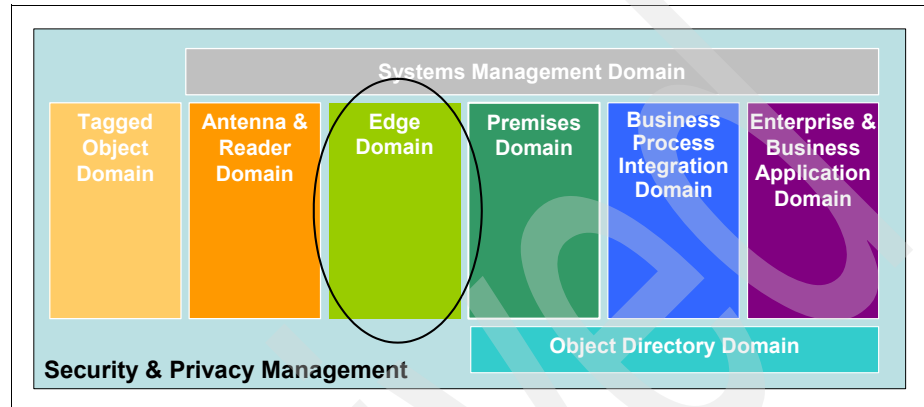 Systems Management Domain
Tagged
Object
Domain
Antenna &
Reader
Domain
Edge
Domain
Premises
Domain
Business
Process
Integration
Domain
Enterprise &
Business
Application
Domain
Object Directory Domain
Security & Privacy Management